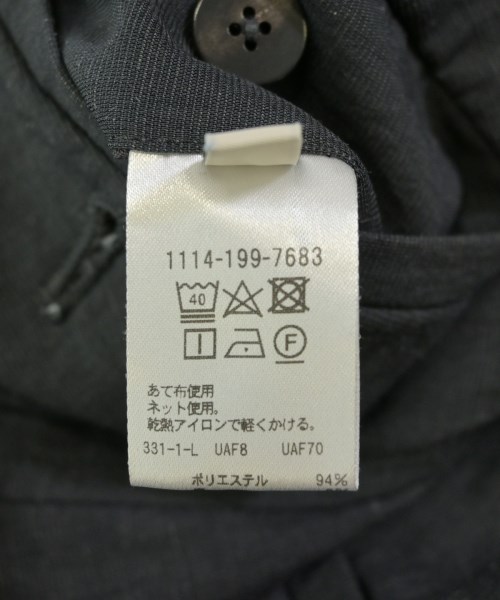 1114-199-7683
40
F
あて布使用
ネット使用。
乾熱アイロンで軽くかける。
331-1-L UAF8 UAF70
ポリエステル 94%